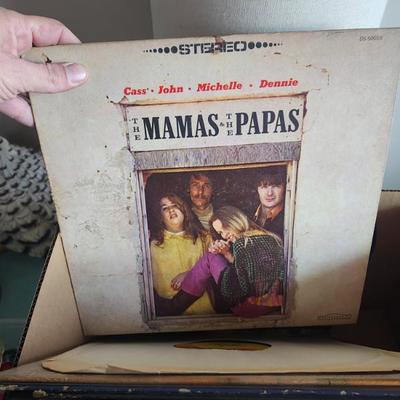 STEREO
DS-50010
Cass • John • Michelle • Dennie
THE MAMAS & THE PAPAS